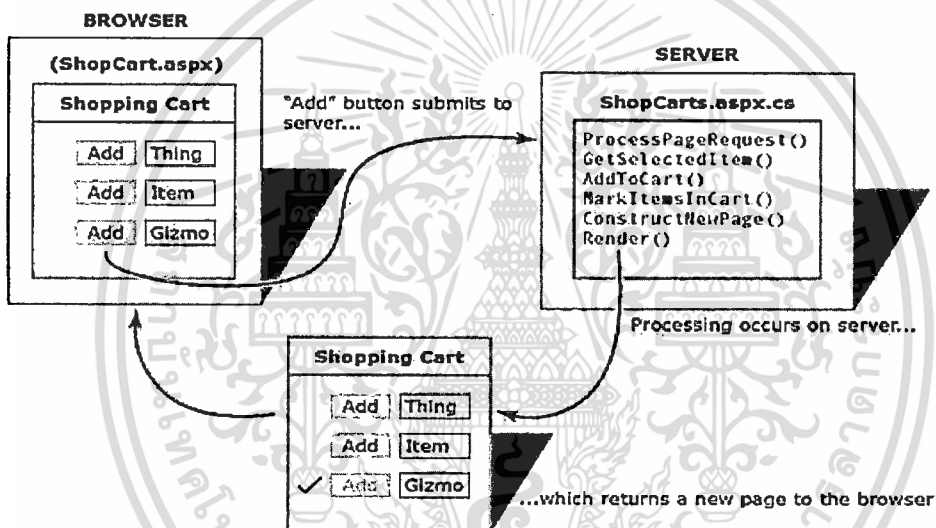 BROWSER
(ShopCart.aspx)
Shopping Cart
Add Thing
Add Item
Add Gizmo
"Add" button submits to
server...
SERVER
ShopCarts.aspx.cs
ProcessPageRequest()
GetSelectedItem()
AddToCart()
MarkItemsInCart()
ConstructNewPage()
Render()
Processing occurs on server...
Shopping Cart
Add Thing
Add Item
Add Gizmo
...which returns a new page to the browser